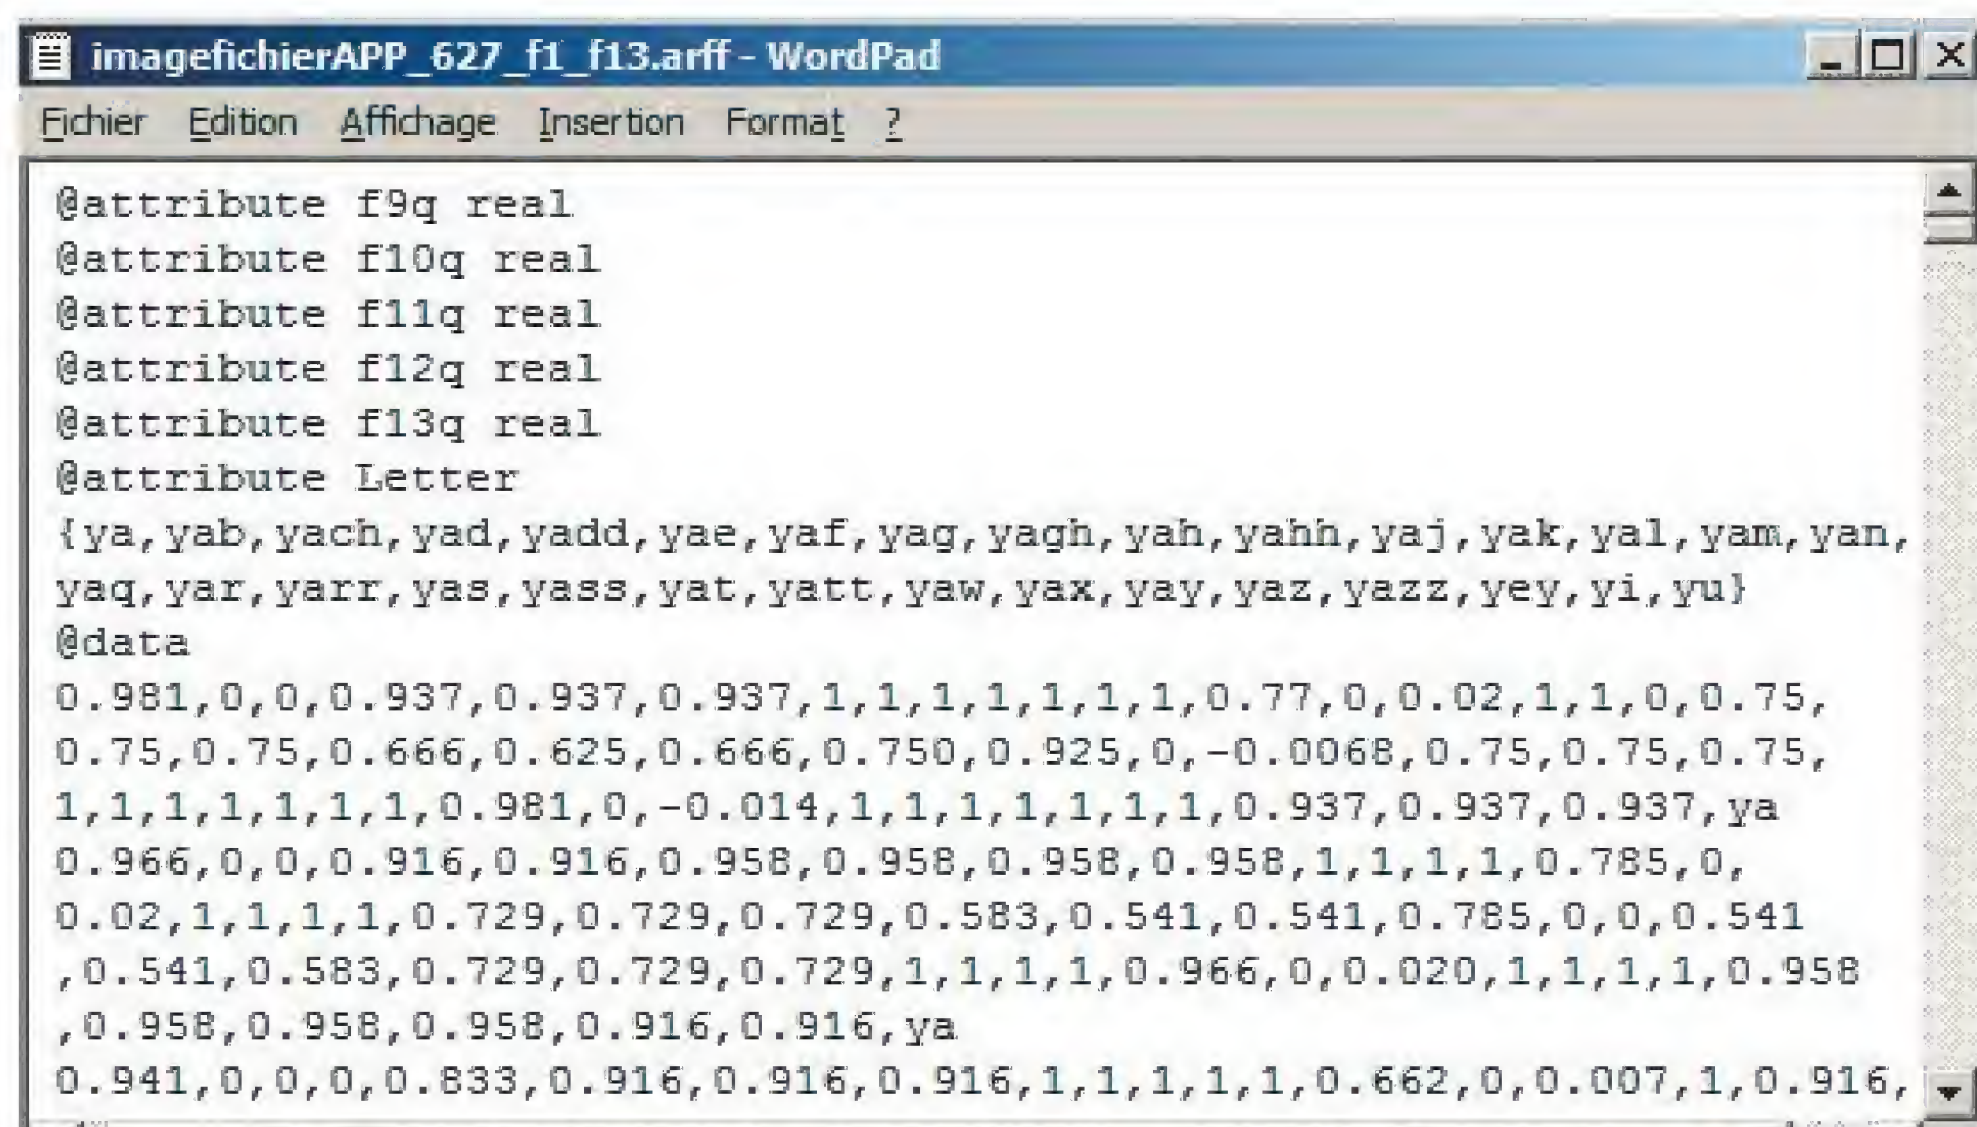 imagefichierAPP_627_f1_f13.arff - WordPad
Fichier Edition Affichage Insertion Format ?
@attribute f9q real
@attribute f10q real
@attribute f11q real
@attribute f12q real
@attribute f13q real
@attribute Letter
{ya,yab,yach,yad,yadd,yae,yaf,yag,yagh,yah,yahh,yaj,yak,yal,yam,yan,
yaq,yar,yarr,yas,yass,yat,yatt,yaw,yax,yay,yaz,yazz,yey,yi,yu}
@data
0.981,0,0,0.937,0.937,0.937,1,1,1,1,1,1,1,0.77,0,0.02,1,1,0,0.75,
0.75,0.75,0.666,0.625,0.666,0.750,0.925,0,-0.0068,0.75,0.75,0.75,
1,1,1,1,1,1,1,0.981,0,-0.014,1,1,1,1,1,1,1,0.937,0.937,0.937,ya
0.966,0,0,0.916,0.916,0.958,0.958,0.958,0.958,1,1,1,1,0.785,0,
0.02,1,1,1,1,0.729,0.729,0.729,0.583,0.541,0.541,0.785,0,0,0.541
,0.541,0.583,0.729,0.729,0.729,1,1,1,1,0.966,0,0.020,1,1,1,1,0.958
,0.958,0.958,0.958,0.916,0.916,ya
0.941,0,0,0,0.833,0.916,0.916,0.916,1,1,1,1,1,0.662,0,0.007,1,0.916,